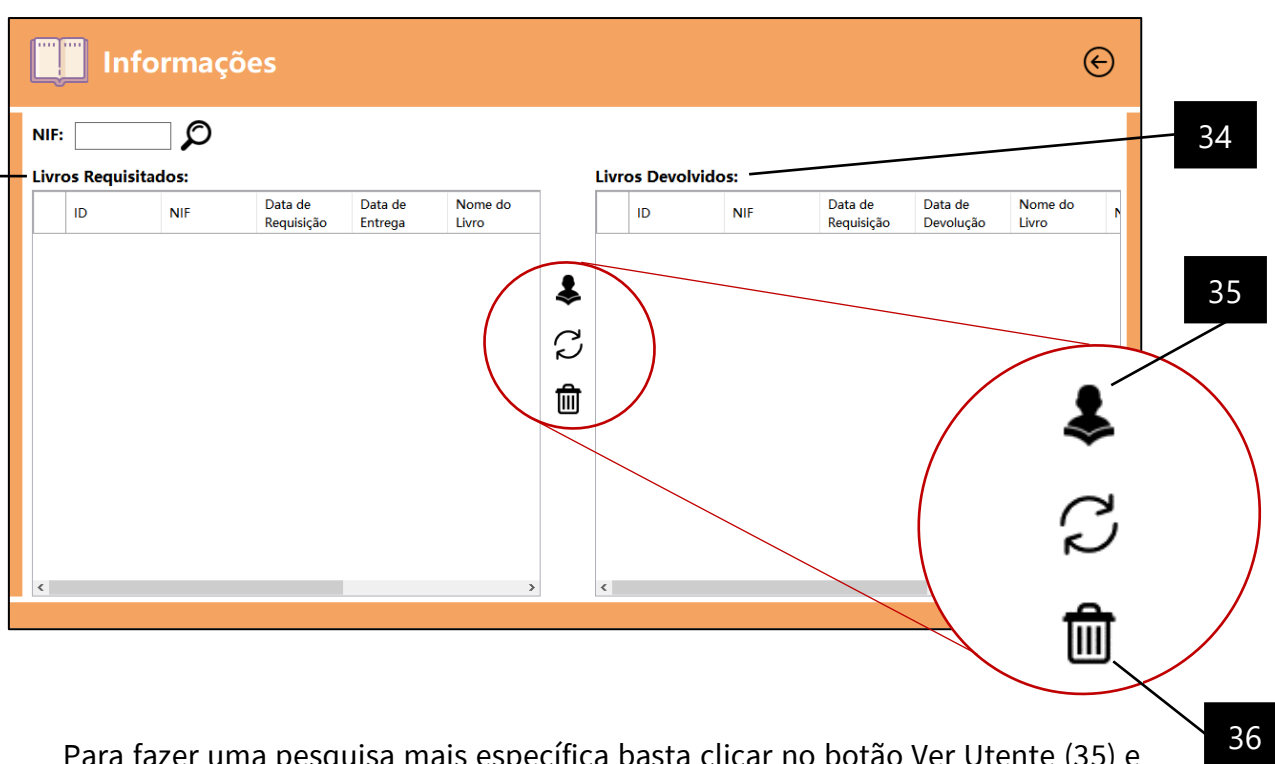 Informações
NIF:
34
Livros Requisitados:
Livros Devolvidos:
ID NIF Data de Requisição Data de Entrega Nome do Livro
ID NIF Data de Requisição Data de Devolução Nome do Livro
35
36
Para fazer uma pesquisa mais específica basta clicar no botão Ver Utente (35) e